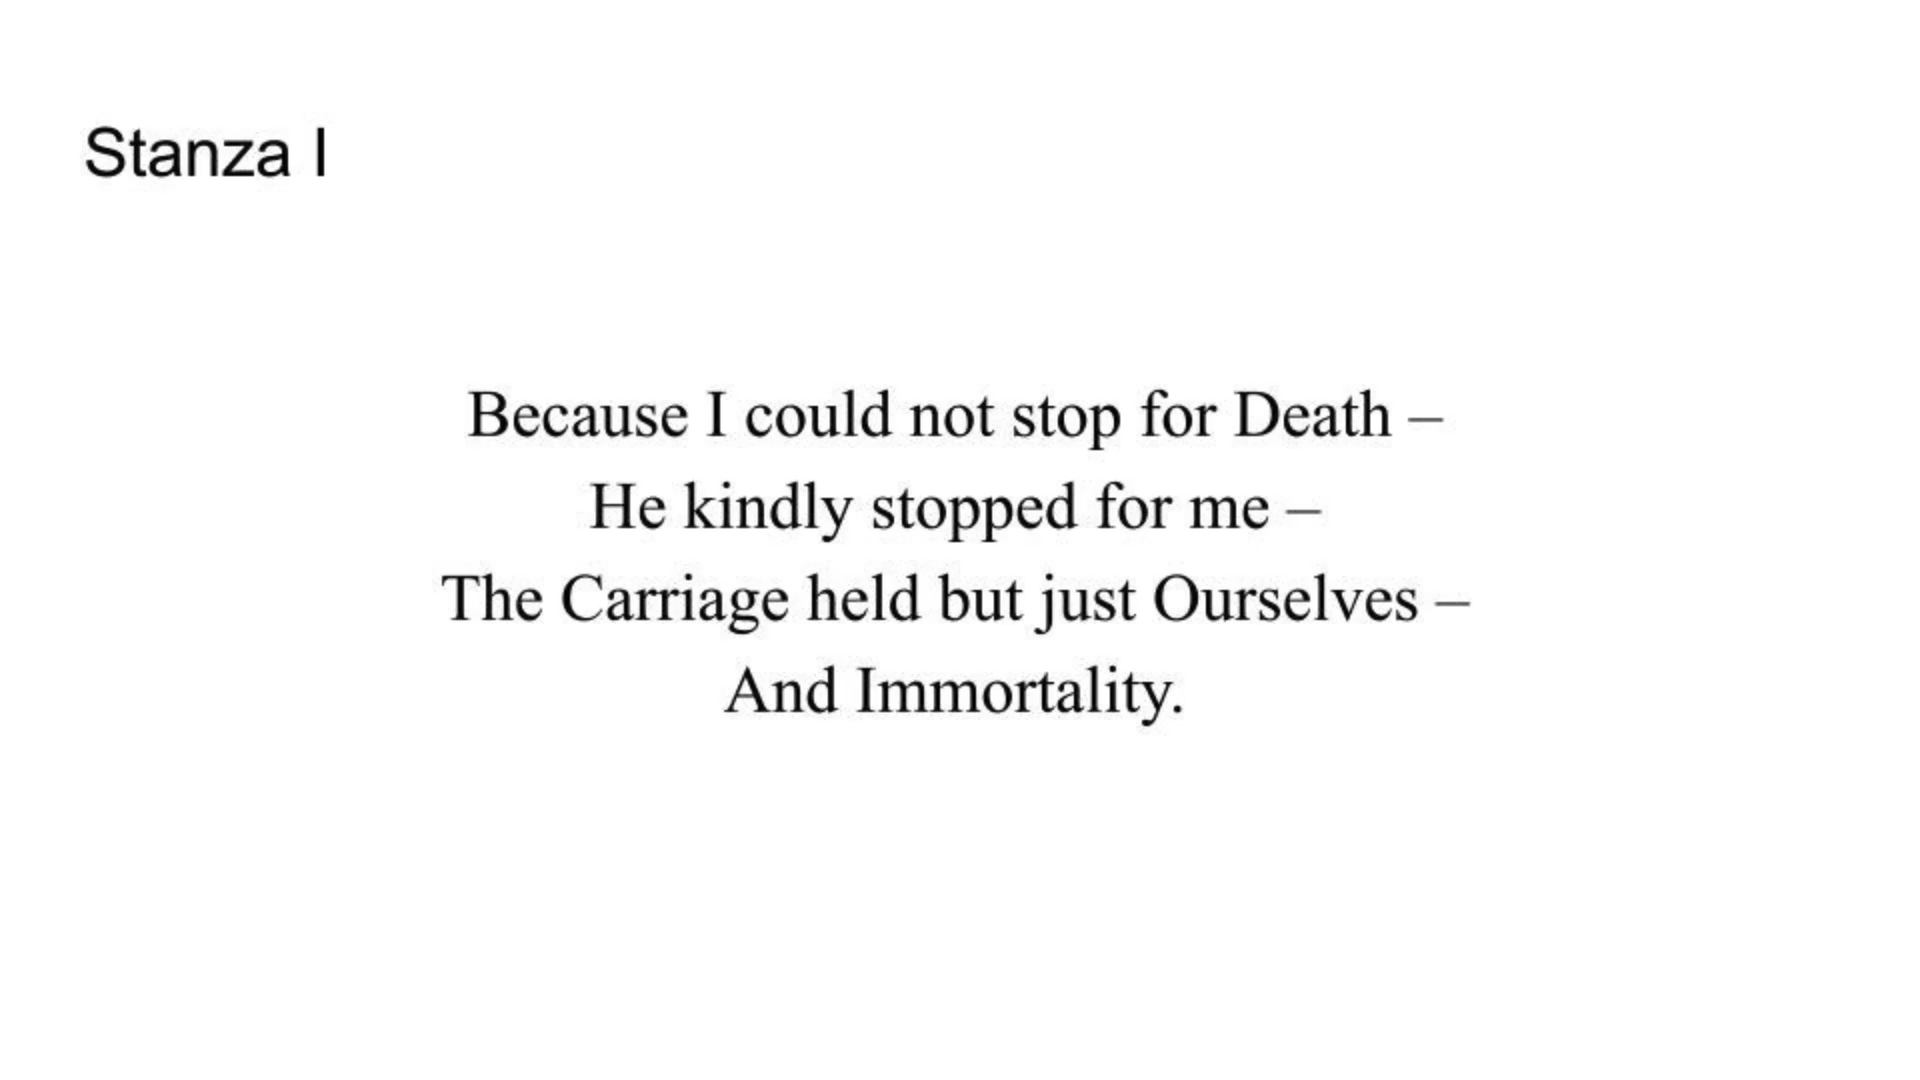 Stanza I
Because I could not stop for Death –
He kindly stopped for me –
The Carriage held but just Ourselves –
And Immortality.